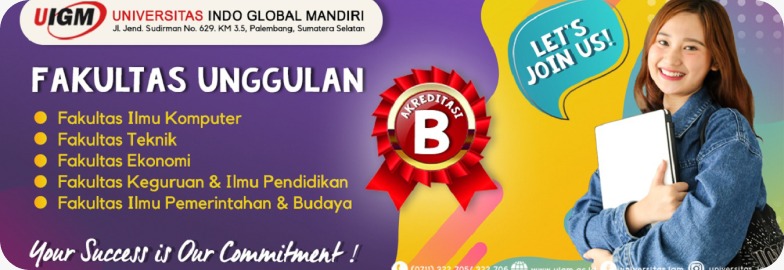 UIGM UNIVERSITAS INDO GLOBAL MANDIRI
Jl. Jend. Sudirman No. 629. KM 3.5, Palembang, Sumatera Selatan
FAKULTAS UNGGULAN
Fakultas Ilmu Komputer
Fakultas Teknik
Fakultas Ekonomi
Fakultas Keguruan & Ilmu Pendidikan
Fakultas Ilmu Pemerintahan & Budaya
Your Success is Our Commitment !
AKREDITASI
B
LET'S
JOIN US!